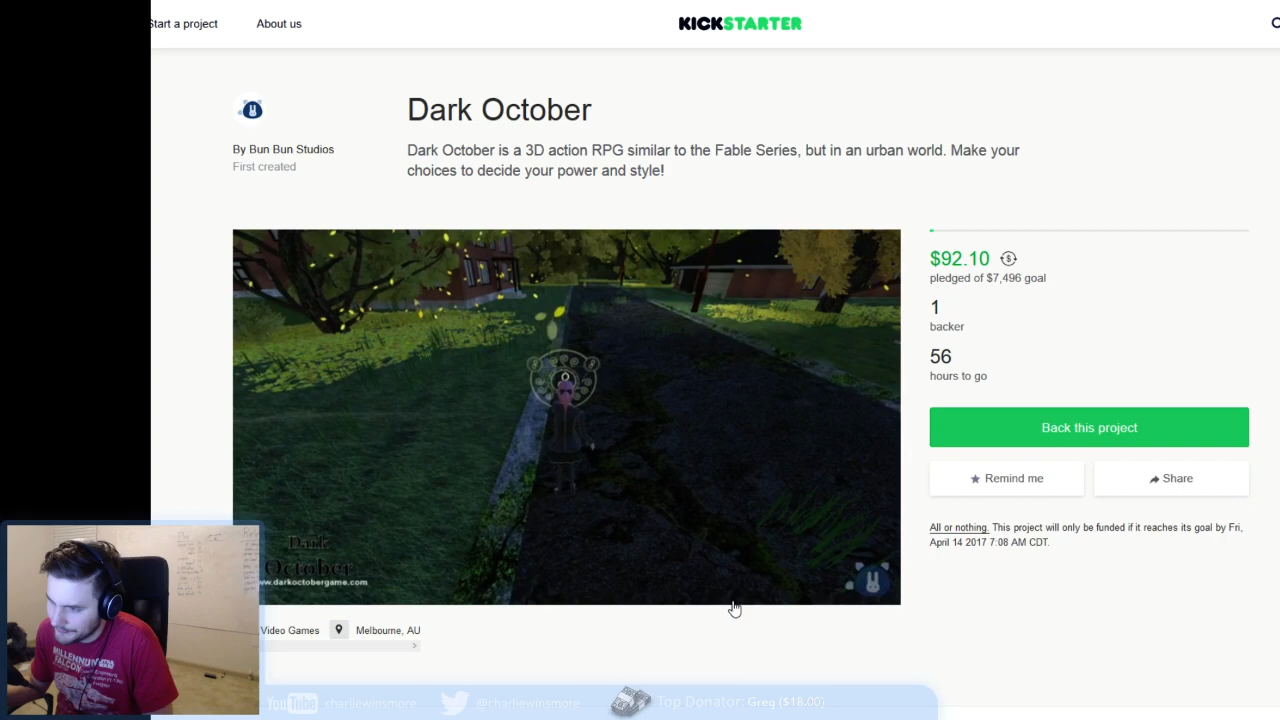 Start a project
About us
KICKSTARTER
By Bun Bun Studios
First created
Dark October
Dark October is a 3D action RPG similar to the Fable Series, but in an urban world. Make your
choices to decide your power and style!
$92.10
pledged of $7,496 goal
1
backer
56
hours to go
Back this project
Remind me
Share
All or nothing. This project will only be funded if it reaches its goal by Fri,
April 14 2017 7:08 AM CDT.
Dark
October
www.darkoctobergame.com
Video Games
Melbourne, AU
MILLENNIUM
FALCON
YouTube charliewinsmore
@charliewinsmore
Top Donator: Greg ($18.00)